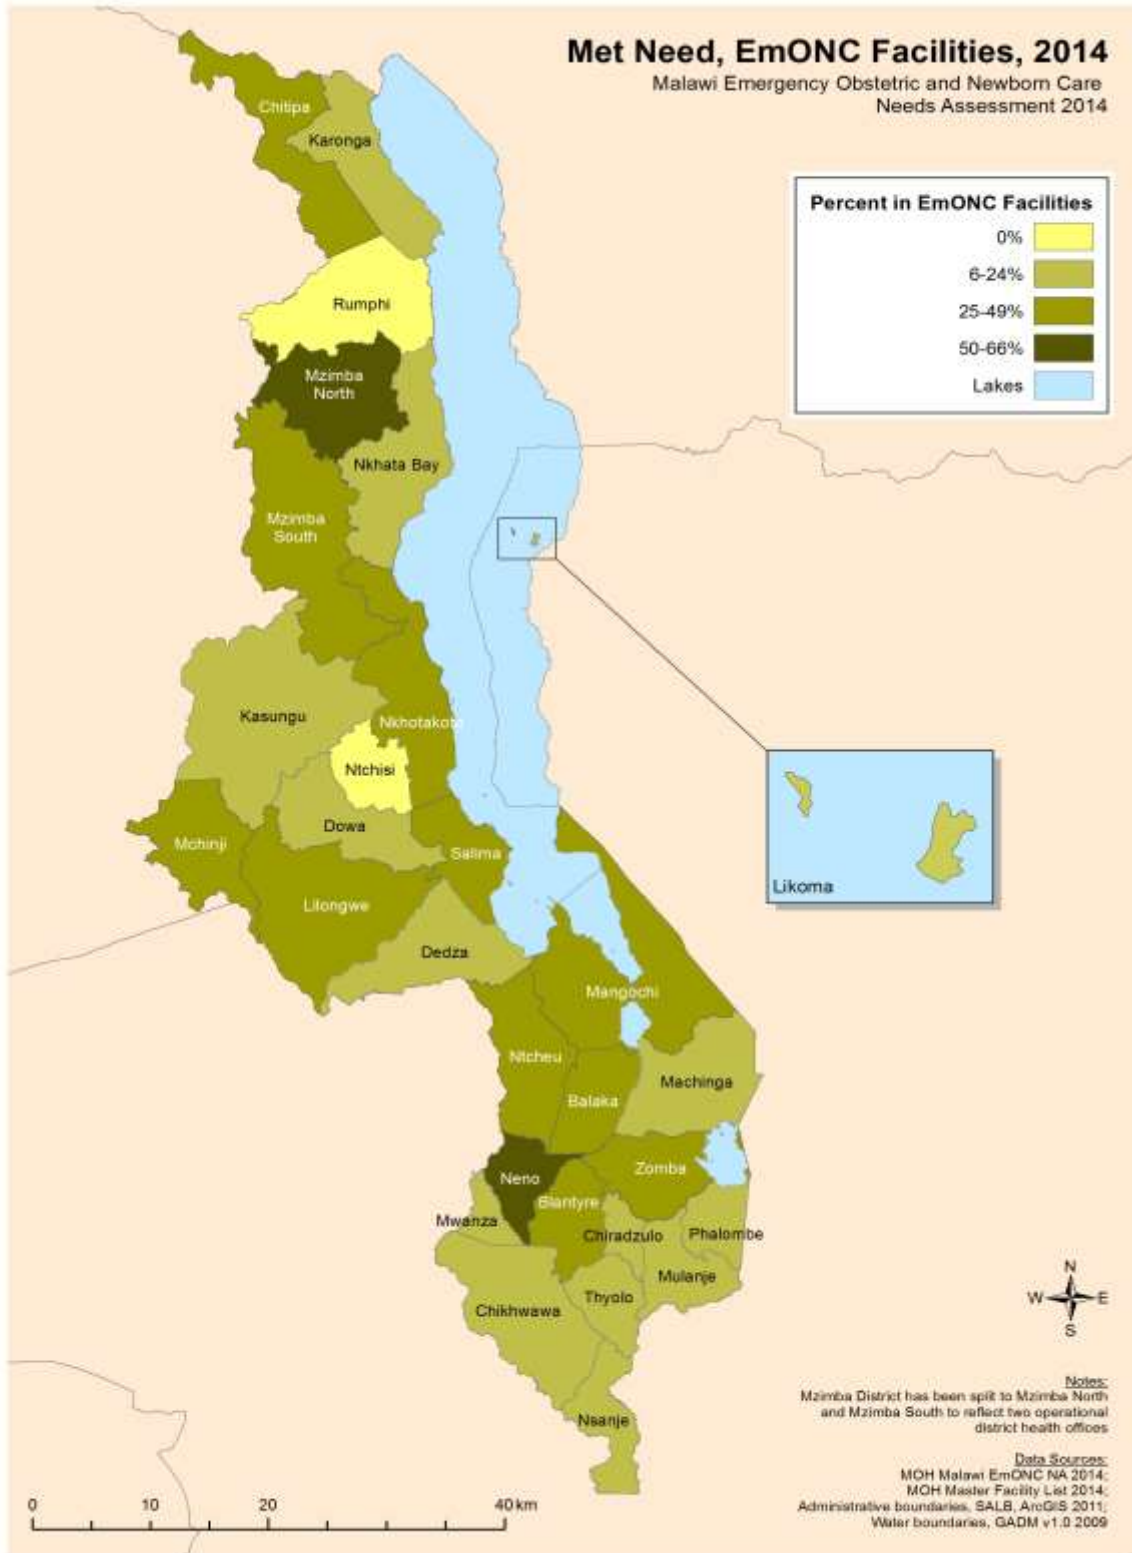 Met Need, EmONC Facilities, 2014
Malawi Emergency Obstetric and Newborn Care
Needs Assessment 2014
Percent in EmONC Facilities
0%
6-24%
25-49%
50-66%
Lakes
Chitipa
Karonga
Rumphi
Mzimba
North
Nkhata Bay
Mzimba
South
Kasungu
Nkhotakota
Ntchisi
Dowa
Mchinji
Salima
Lilongwe
Dedza
Likoma
Mangochi
Ntcheu
Machinga
Balaka
Zomba
Neno
Blantyre
Mwanza
Chiradzulo
Phalombe
Mulanje
Thyolo
Chikhwawa
Nsanje
N
W E
S
Notes:
Mzimba District has been split to Mzimba North
and Mzimba South to reflect two operational
district health offices
Data Sources:
MOH Malawi EmONC NA 2014;
MOH Master Facility List 2014;
Administrative boundaries, SALB, ArcGIS 2011;
Water boundaries, GADM v1.0 2009
0 10 20 40 km